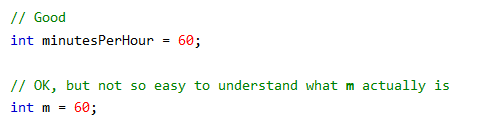 // Good
int minutesPerHour = 60;
// OK, but not so easy to understand what m actually is
int m = 60;